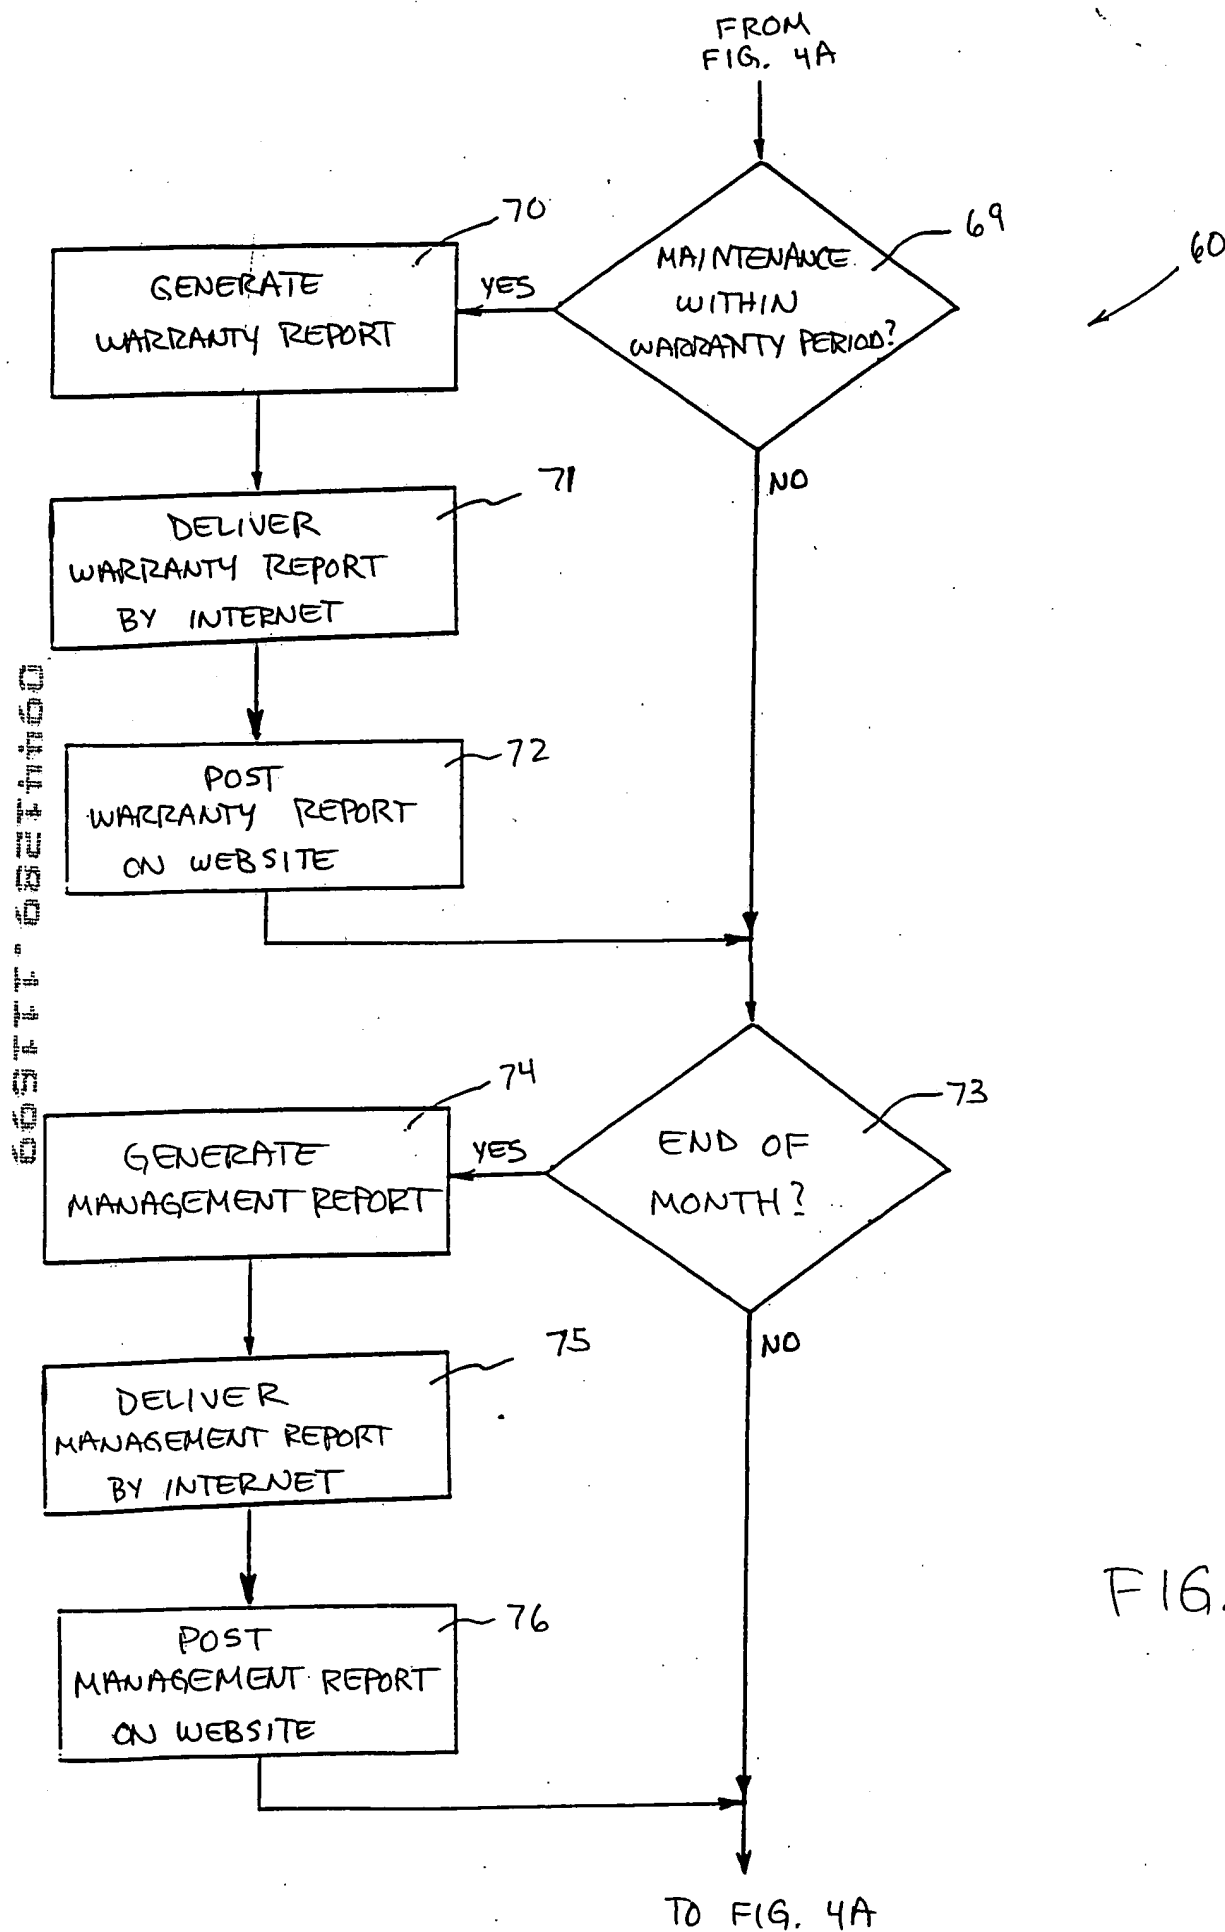 FROM
FIG. 4A
69
MAINTENANCE
WITHIN
WARRANTY PERIOD?
60
YES
NO
70
GENERATE
WARRANTY REPORT
71
DELIVER
WARRANTY REPORT
BY INTERNET
72
POST
WARRANTY REPORT
ON WEBSITE
73
END OF
MONTH?
YES
NO
74
GENERATE
MANAGEMENT REPORT
75
DELIVER
MANAGEMENT REPORT
BY INTERNET
76
POST
MANAGEMENT REPORT
ON WEBSITE
FIG.
TO FIG. 4A